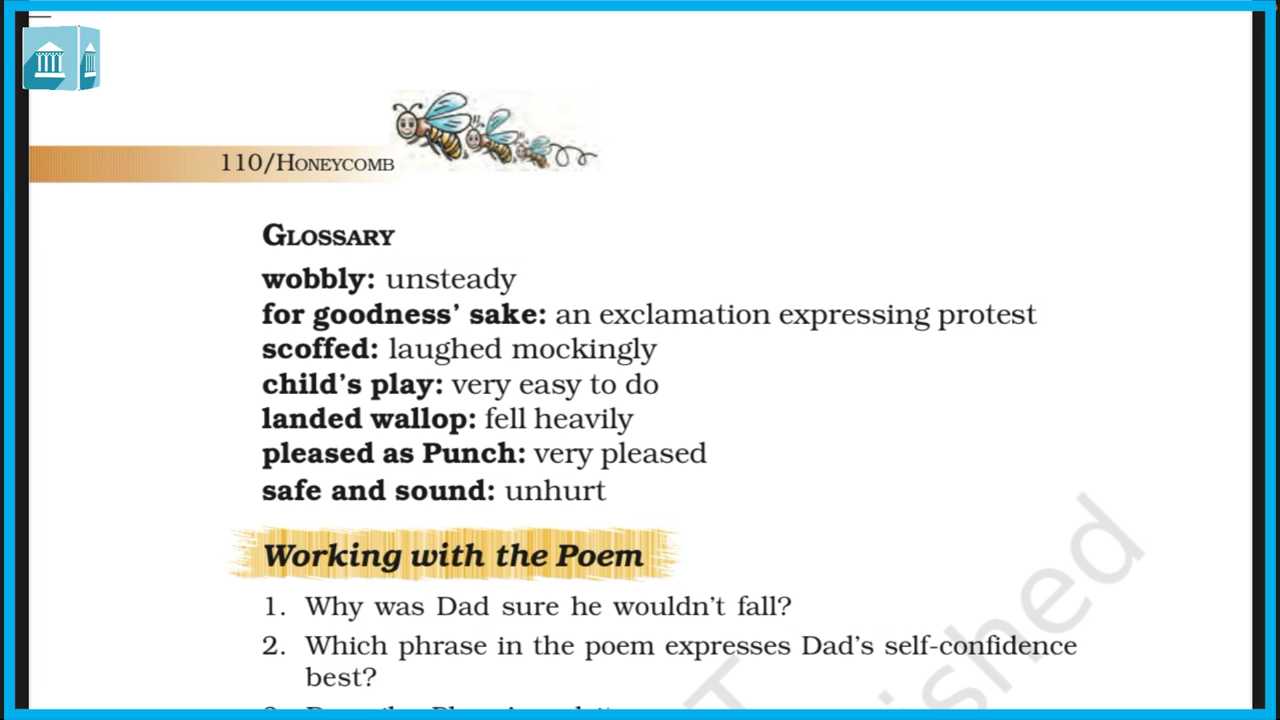 110/HONEYCOMB
GLOSSARY
wobbly: unsteady
for goodness’ sake: an exclamation expressing protest
scoffed: laughed mockingly
child’s play: very easy to do
landed wallop: fell heavily
pleased as Punch: very pleased
safe and sound: unhurt
Working with the Poem
1. Why was Dad sure he wouldn’t fall?
2. Which phrase in the poem expresses Dad’s self-confidence
best?